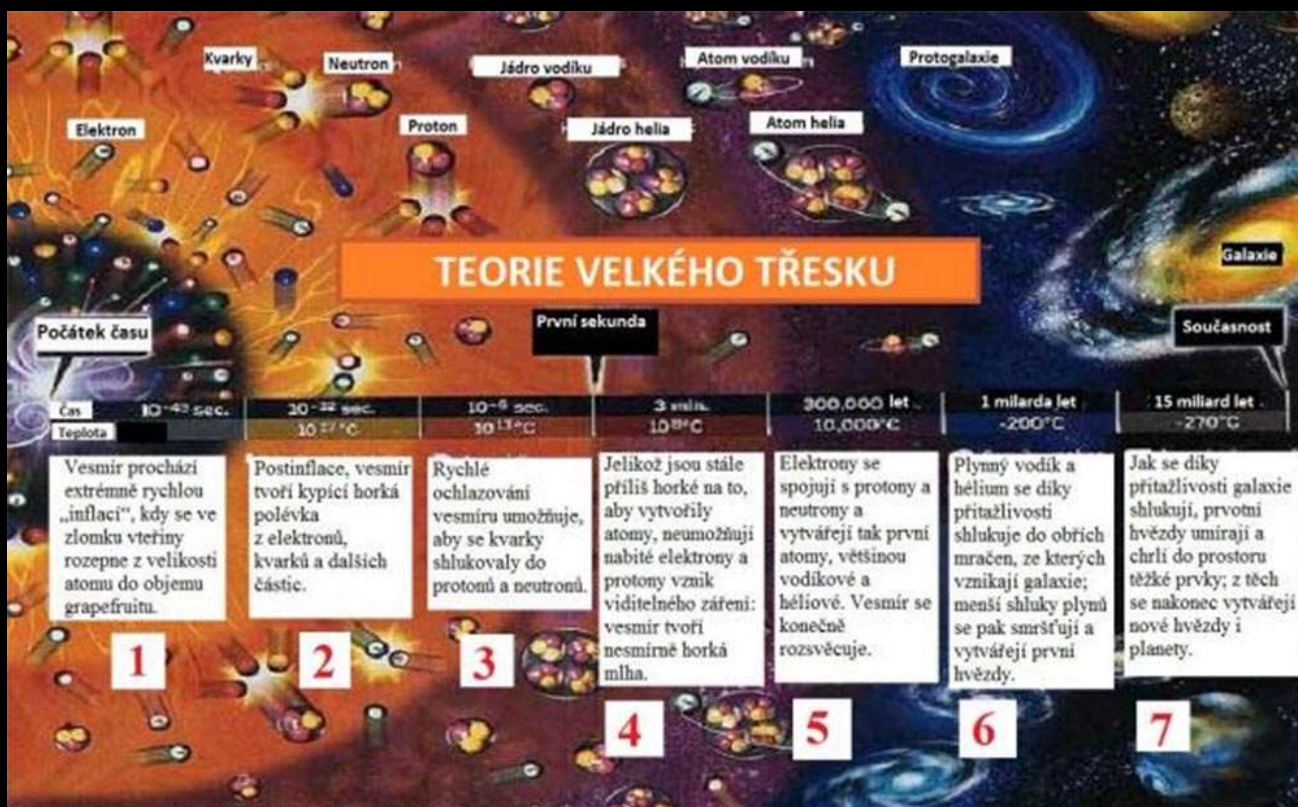 Kvarky
Neutron
Jádro vodíku
Atom vodíku
Protogalaxie
Elektron
Proton
Jádro helia
Atom helia
TEORIE VELKÉHO TŘESKU
Galaxie
Počátek času
První sekunda
Současnost
Čas
10⁻⁴³ sec.
10⁻³² sec.
10⁻⁶ sec.
3 min.
300,000 let
1 miliarda let
15 miliard let
Teplota
10²⁷°C
10¹³°C
10⁸°C
10,000°C
-200°C
-270°C
Vesmír prochází
extrémně rychlou
„inflací“, kdy se ve
zlomku vteřiny
rozepne z velikosti
atomu do objemu
grapefruitu.
1
Postinflace, vesmír
tvoří kypící horká
polévka
z elektronů,
kvarků a dalších
částic.
2
Rychlé
ochlazování
vesmíru umožňuje,
aby se kvarky
shlukovaly do
protonů a neutronů.
3
Jelikož jsou stále
příliš horké na to,
aby vytvořily
atomy, neumožňují
nabité elektrony a
protony vznik
viditelného záření:
vesmír tvoří
nesmírně horká
mlha.
4
Elektrony se
spojují s protony a
neutrony a
vytvářejí tak první
atomy, většinou
vodíkové a
héliové. Vesmír se
konečně
rozsvěcuje.
5
Plynný vodík a
hélium se díky
přitažlivosti
shlukuje do obřích
mračen, ze kterých
vznikají galaxie;
menší shluky plynů
se pak smršťují a
vytvářejí první
hvězdy.
6
Jak se díky
přitažlivosti galaxie
shlukují, prvotní
hvězdy umírají a
chrlí do prostoru
těžké prvky; z těch
se nakonec vytvářejí
nové hvězdy i
planety.
7